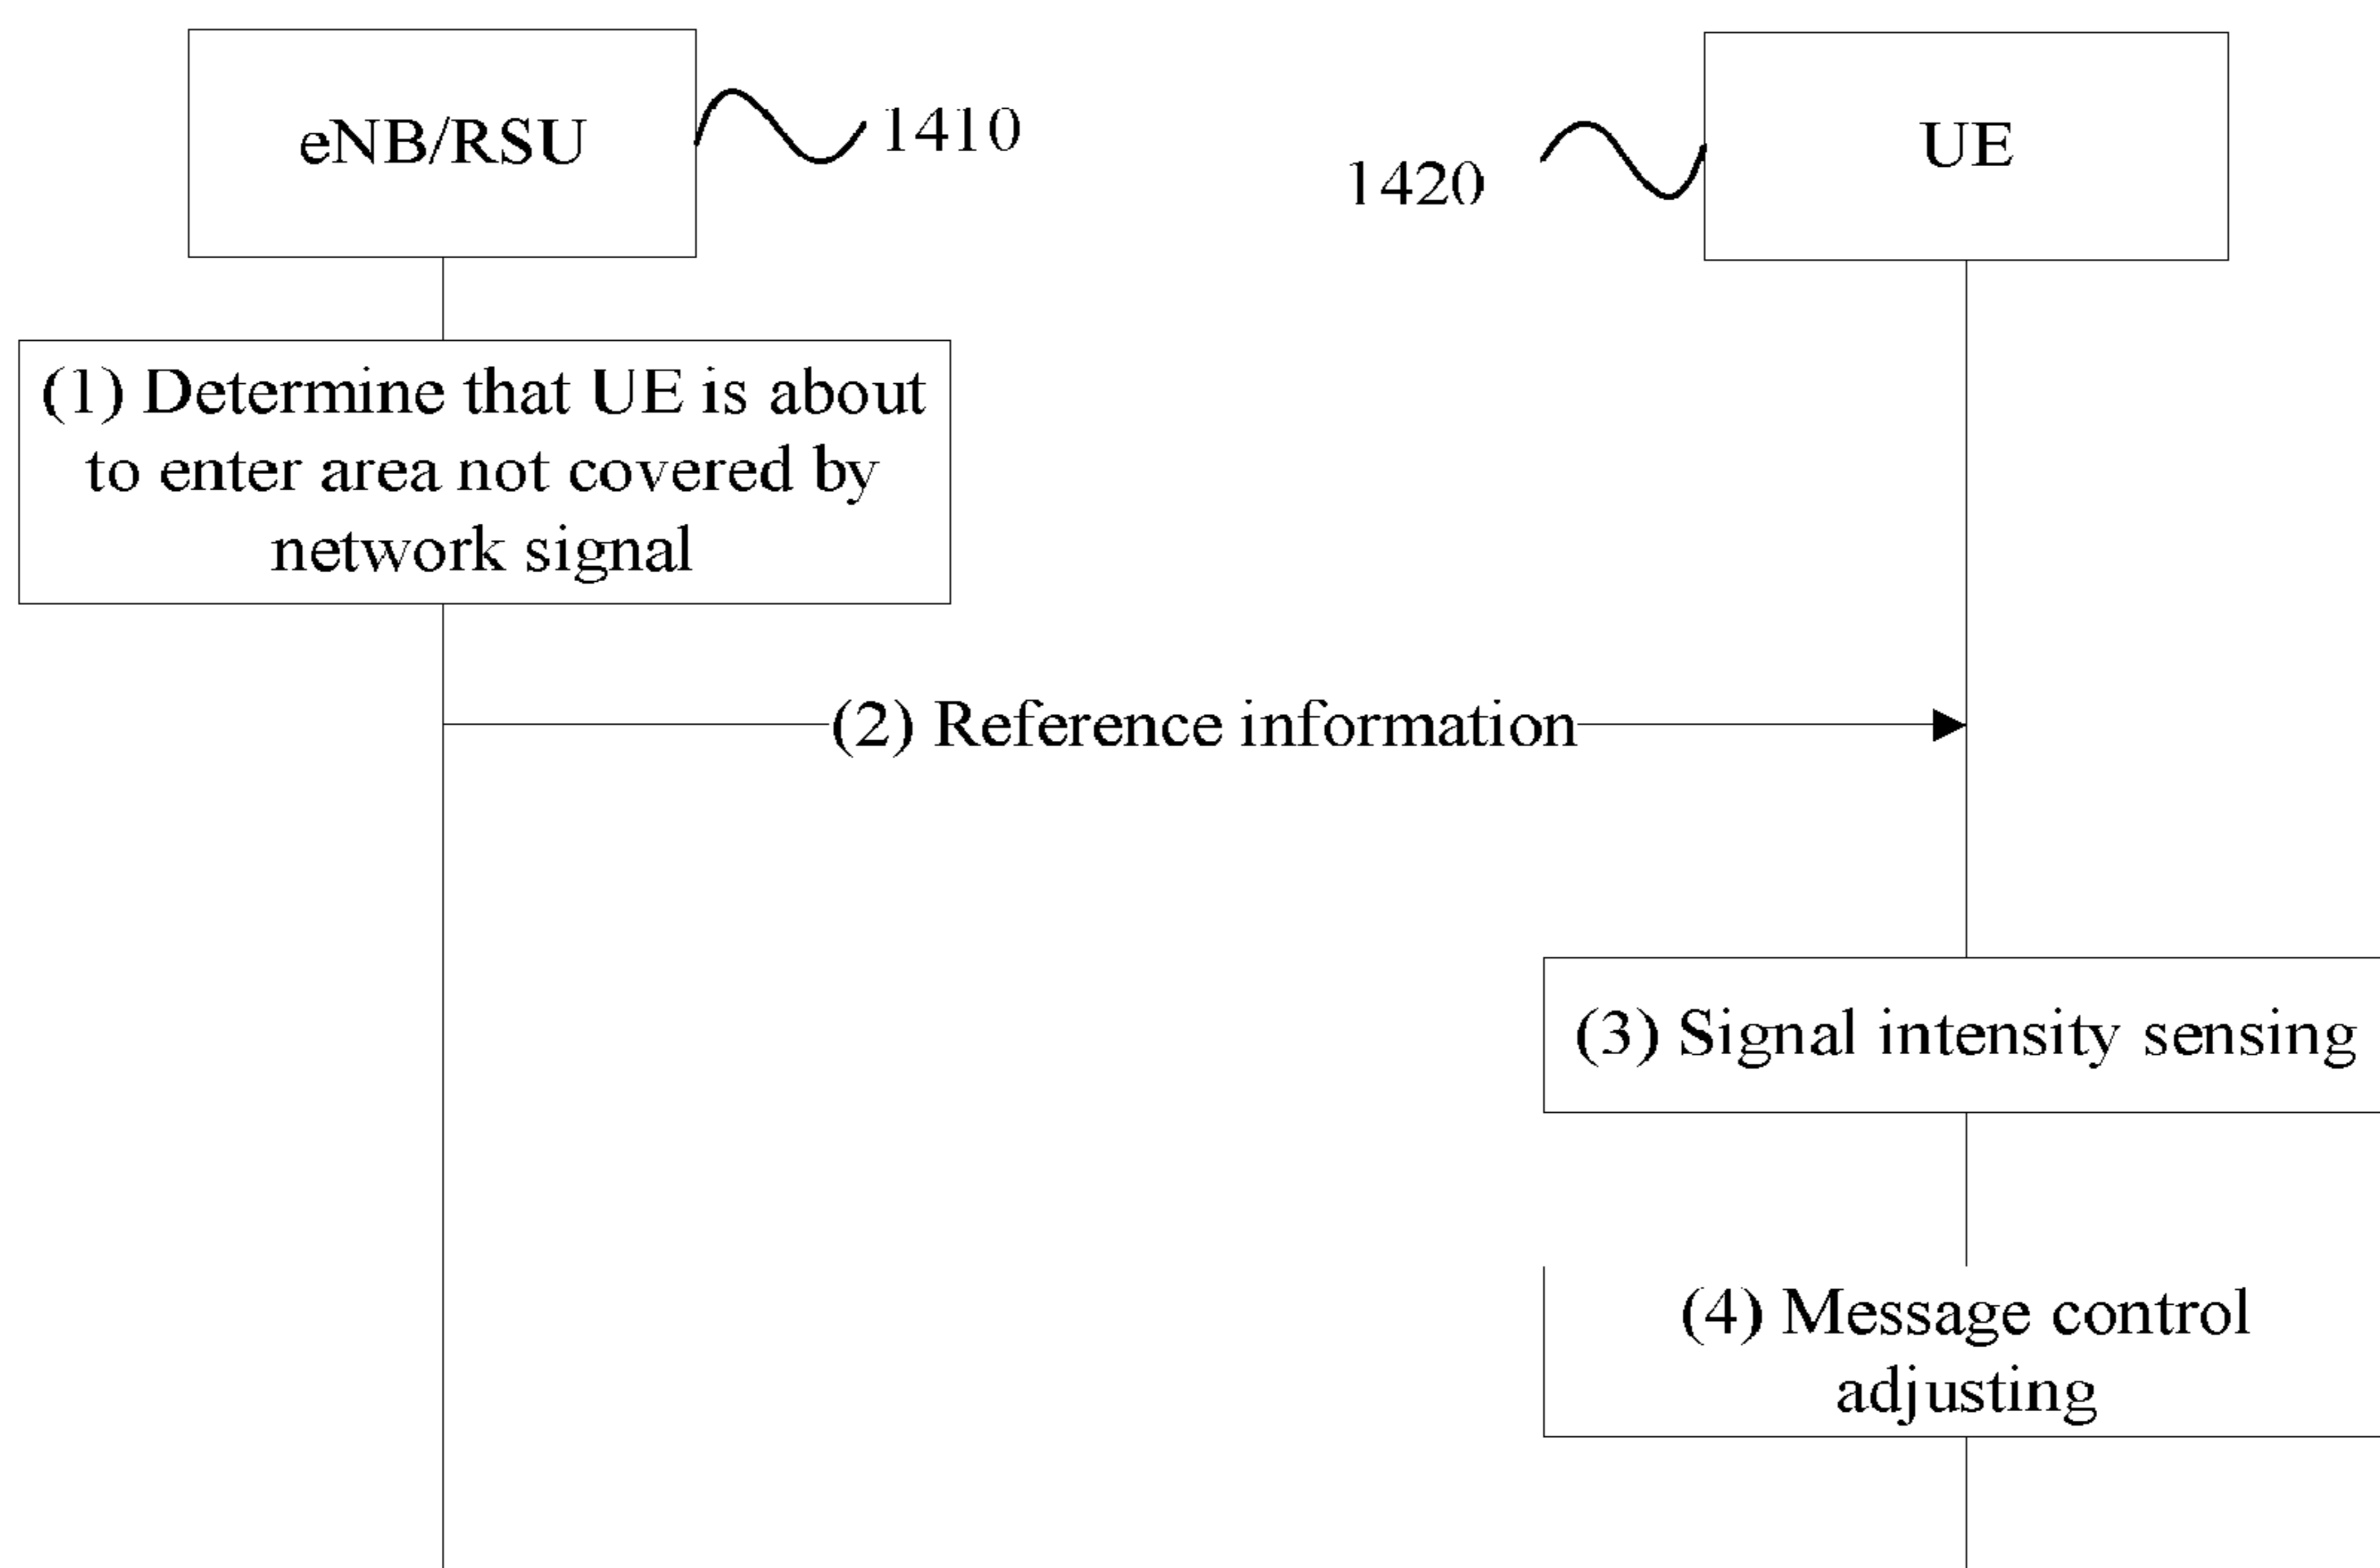 eNB/RSU
1410
1420
UE
(1) Determine that UE is about
to enter area not covered by
network signal
(2) Reference information
(3) Signal intensity sensing
(4) Message control
adjusting